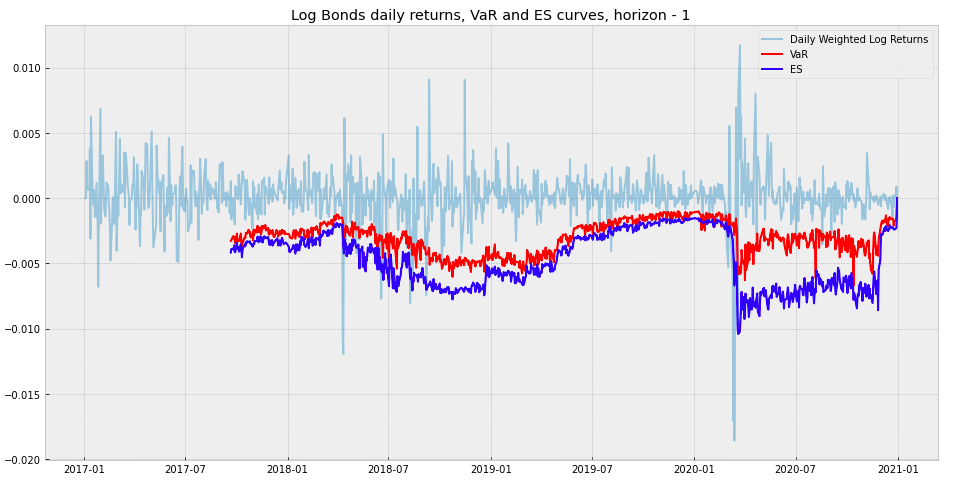 Log Bonds daily returns, VaR and ES curves, horizon - 1
Daily Weighted Log Returns
VaR
ES
0.010
0.005
0.000
−0.005
−0.010
−0.015
−0.020
2017-01 2017-07 2018-01 2018-07 2019-01 2019-07 2020-01 2020-07 2021-01